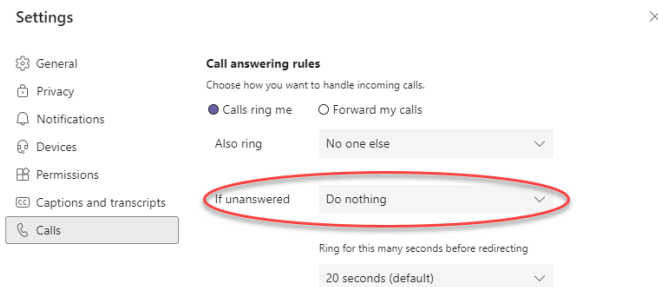 Settings
General
Privacy
Notifications
Devices
Permissions
CC Captions and transcripts
Calls
Call answering rules
Choose how you want to handle incoming calls.
Calls ring me Forward my calls
Also ring No one else
If unanswered Do nothing
Ring for this many seconds before redirecting
20 seconds (default)